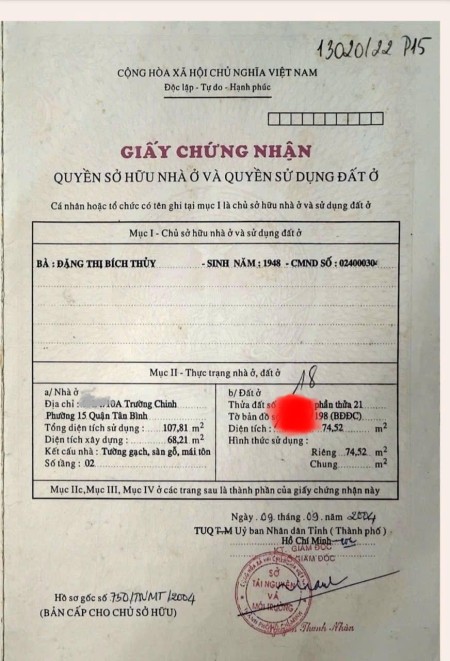 13020/22 P15
CỘNG HÒA XÃ HỘI CHỦ NGHĨA VIỆT NAM
Độc lập - Tự do - Hạnh phúc
GIẤY CHỨNG NHẬN
QUYỀN SỞ HỮU NHÀ Ở VÀ QUYỀN SỬ DỤNG ĐẤT Ở
Cá nhân hoặc tổ chức có tên ghi tại mục I là chủ sở hữu nhà ở và sử dụng đất ở
Mục I - Chủ sở hữu nhà ở và sử dụng đất ở
BÀ : ĐẶNG THỊ BÍCH THỦY - SINH NĂM : 1948 - CMND SỐ : 02400030
Mục II - Thực trạng nhà ở, đất ở
18
a/ Nhà ở
Địa chỉ : 10A Trường Chinh
Phường 15 Quận Tân Bình
Tổng diện tích sử dụng : 107,81 m²
Diện tích xây dựng : 68,21 m²
Kết cấu nhà : Tường gạch, sàn gỗ, mái tôn
Số tầng : 02
b/ Đất ở
Thửa đất số phần thửa 21
Tờ bản đồ 198 (BĐĐC)
Diện tích : 74,52 m²
Hình thức sử dụng :
Riêng 74,52 m²
Chung m²
Mục IIc, Mục III, Mục IV ở các trang sau là thành phần của giấy chứng nhận này
Ngày 09 tháng 09 năm 2004
TUQ T.M Uỷ ban Nhân dân Tỉnh ( Thành phố )
Hồ Chí Minh
KT. GIÁM ĐỐC
GIÁM ĐỐC
SỞ
TÀI NGUYÊN
VÀ
MÔI TRƯỜNG
Thanh Nhàn
Hồ sơ gốc số 750/TNMT/2004
(BẢN CẤP CHO CHỦ SỞ HỮU)